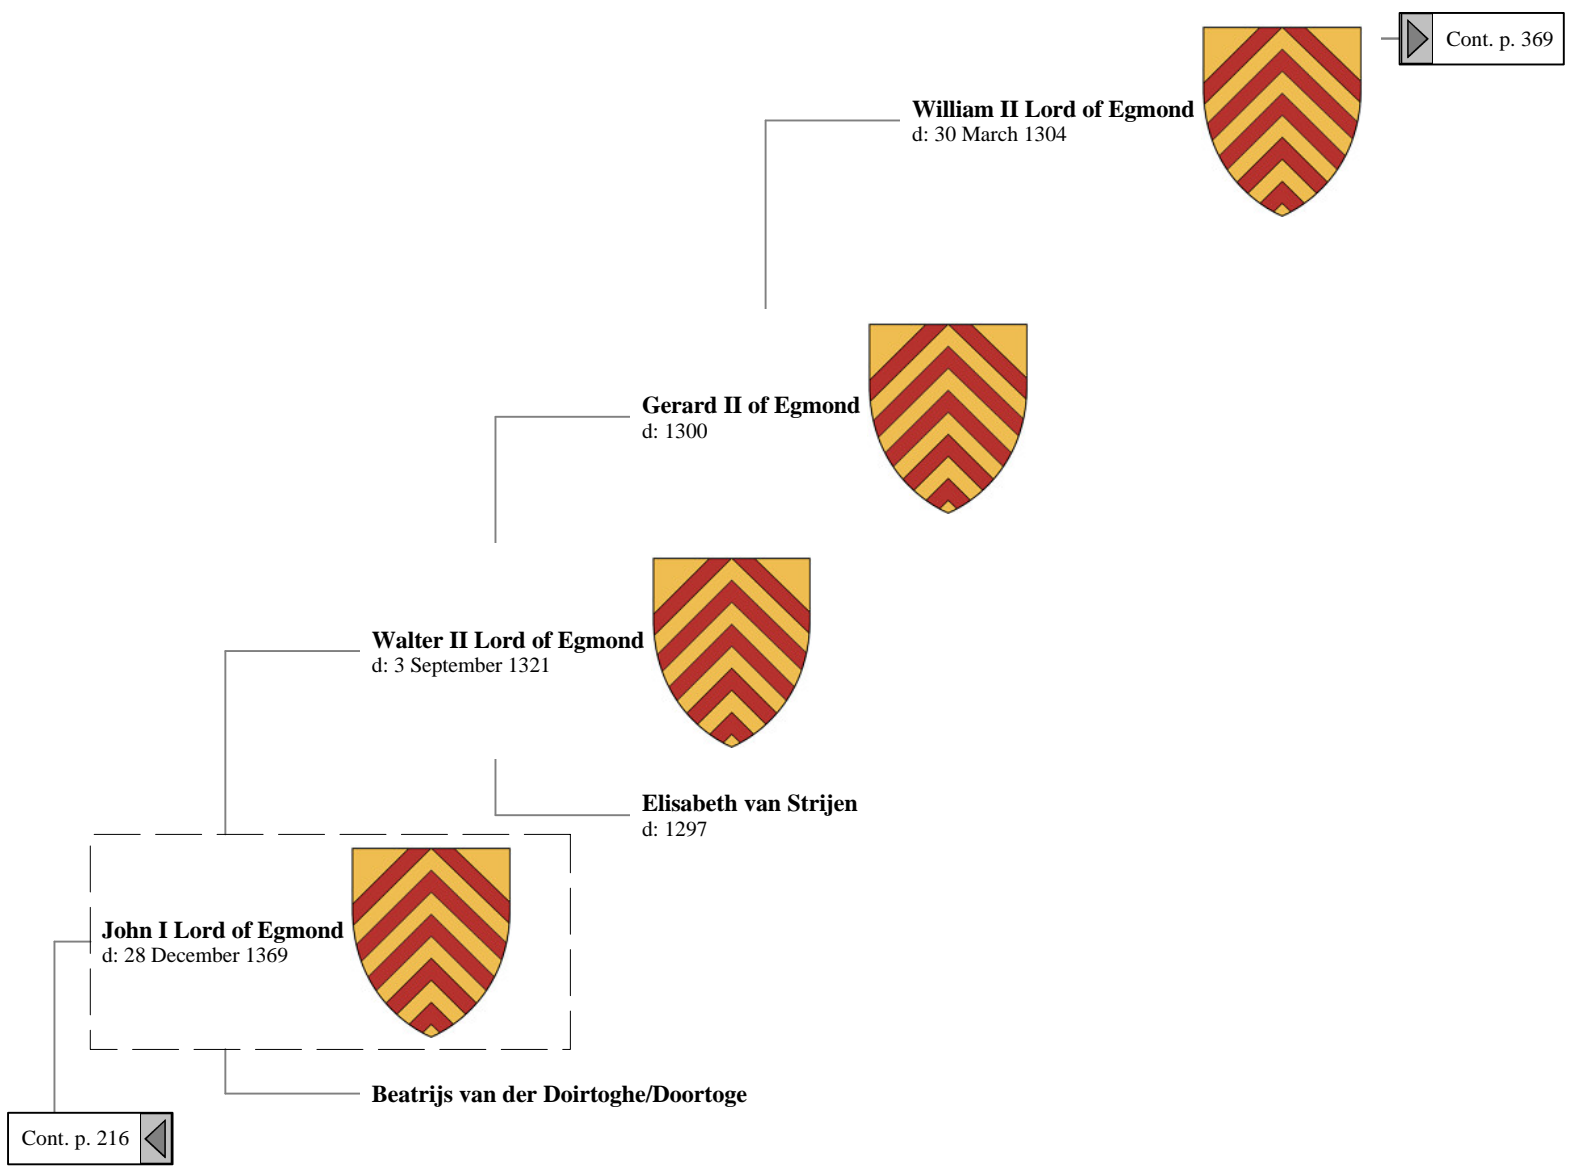 Cont. p. 369
William II Lord of Egmond
d: 30 March 1304
Gerard II of Egmond
d: 1300
Walter II Lord of Egmond
d: 3 September 1321
Elisabeth van Strijen
d: 1297
John I Lord of Egmond
d: 28 December 1369
Beatrijs van der Doirtoghe/Doortoge
Cont. p. 216